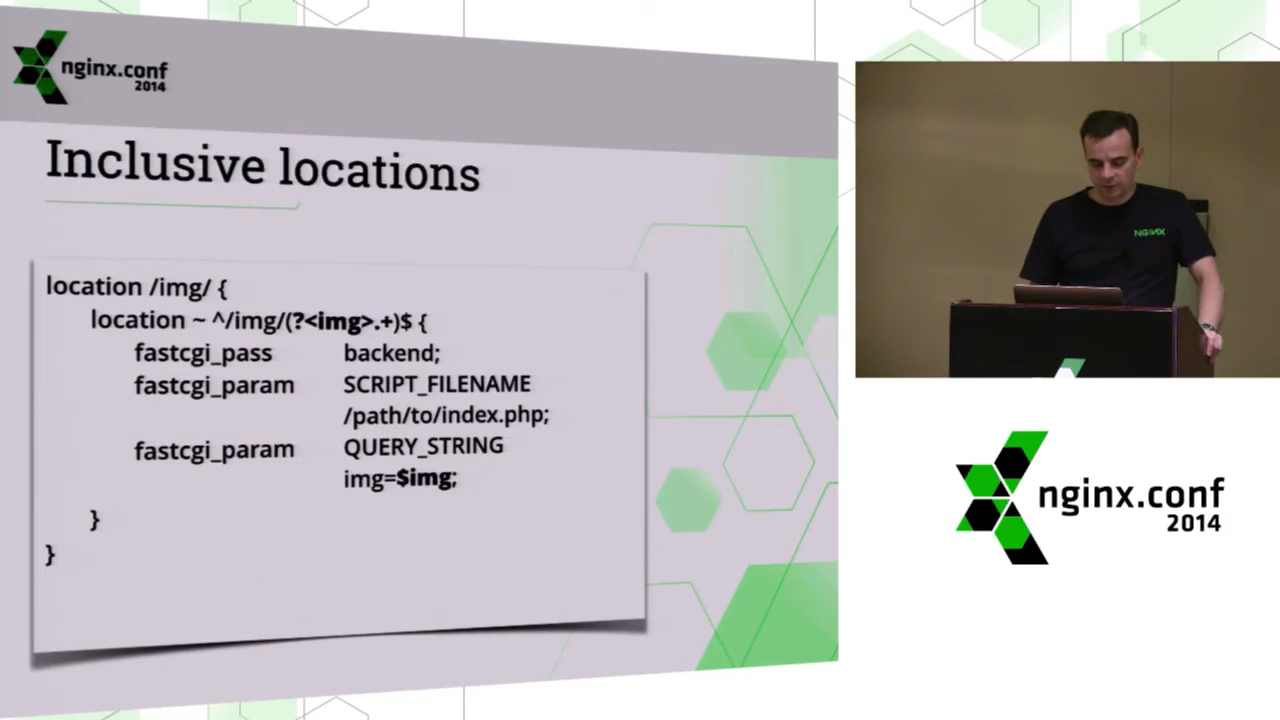 nginx.conf
2014
Inclusive locations
location /img/ {
location ~ ^/img/(?<img>.+)$ {
fastcgi_pass backend;
fastcgi_param SCRIPT_FILENAME
/path/to/index.php;
fastcgi_param QUERY_STRING
img=$img;
}
}
NGINX
nginx.conf
2014